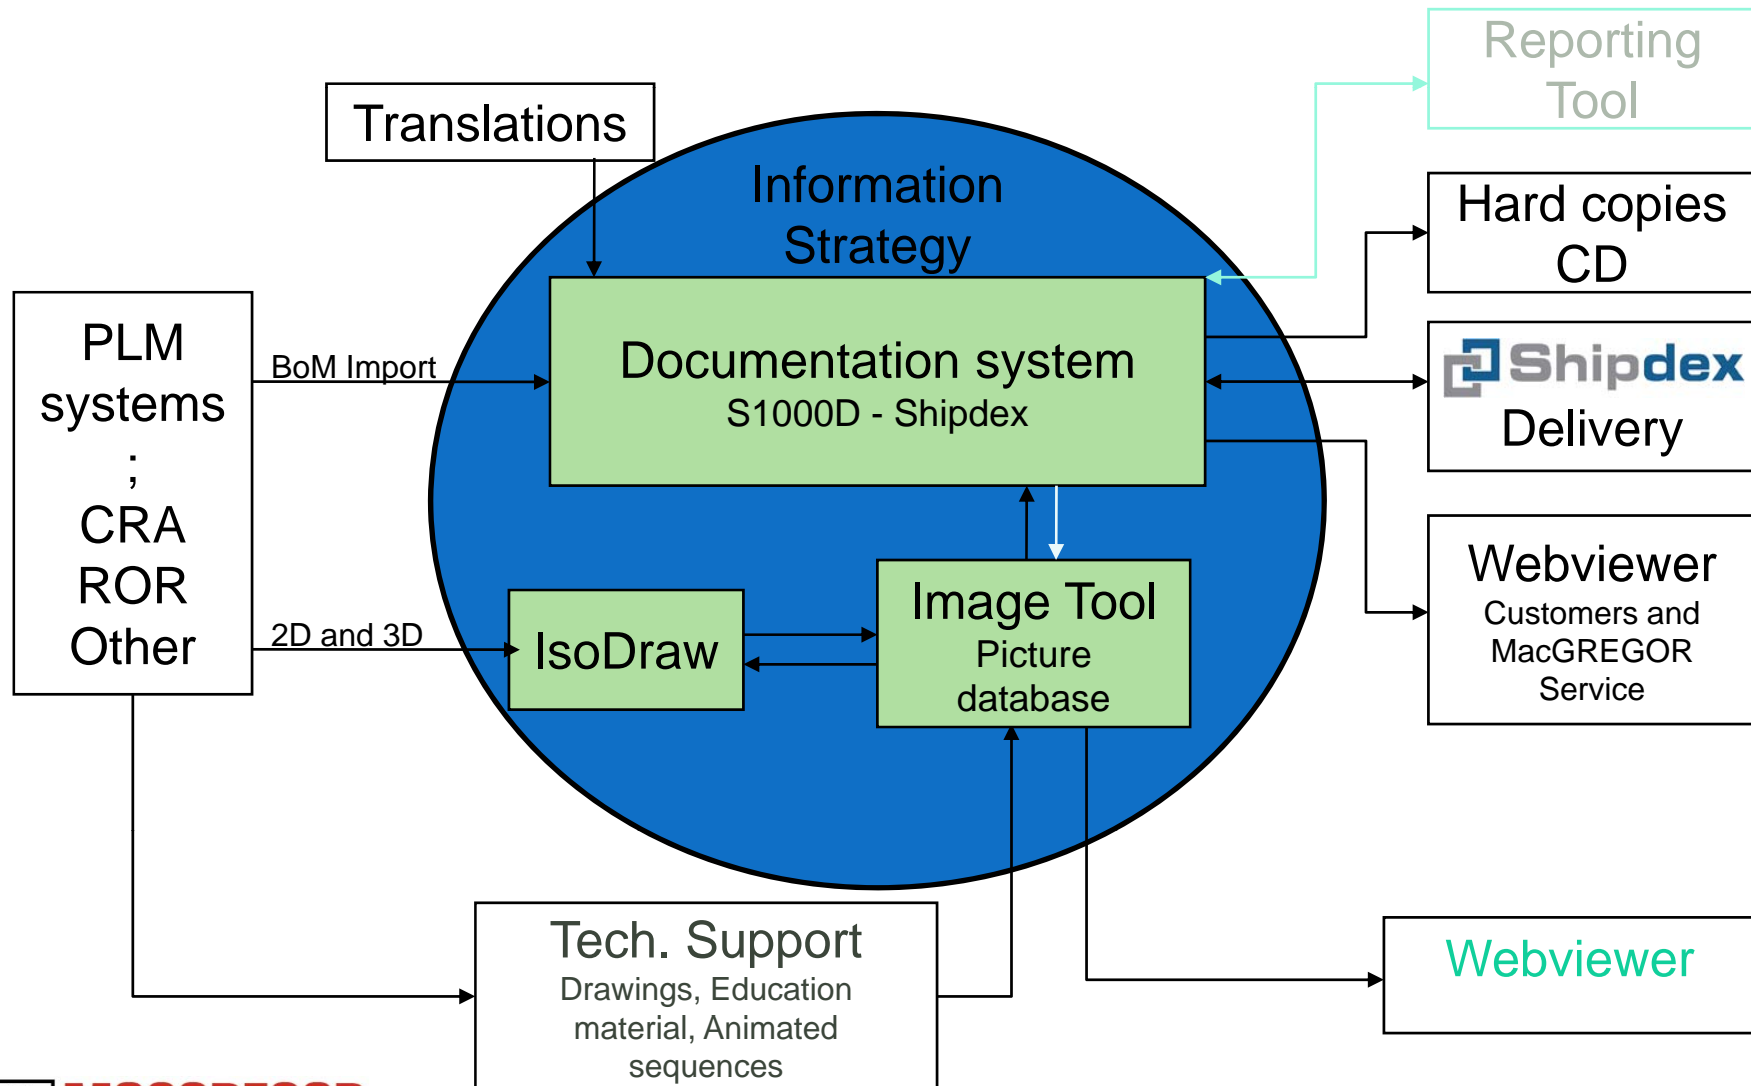 Reporting
Tool
Translations
Information
Strategy
Hard copies
CD
PLM
systems
;
CRA
ROR
Other
BoM Import
2D and 3D
Documentation system
S1000D - Shipdex
Shipdex
Delivery
IsoDraw
Image Tool
Picture
database
Webviewer
Customers and
MacGREGOR
Service
Tech. Support
Drawings, Education
material, Animated
sequences
Webviewer